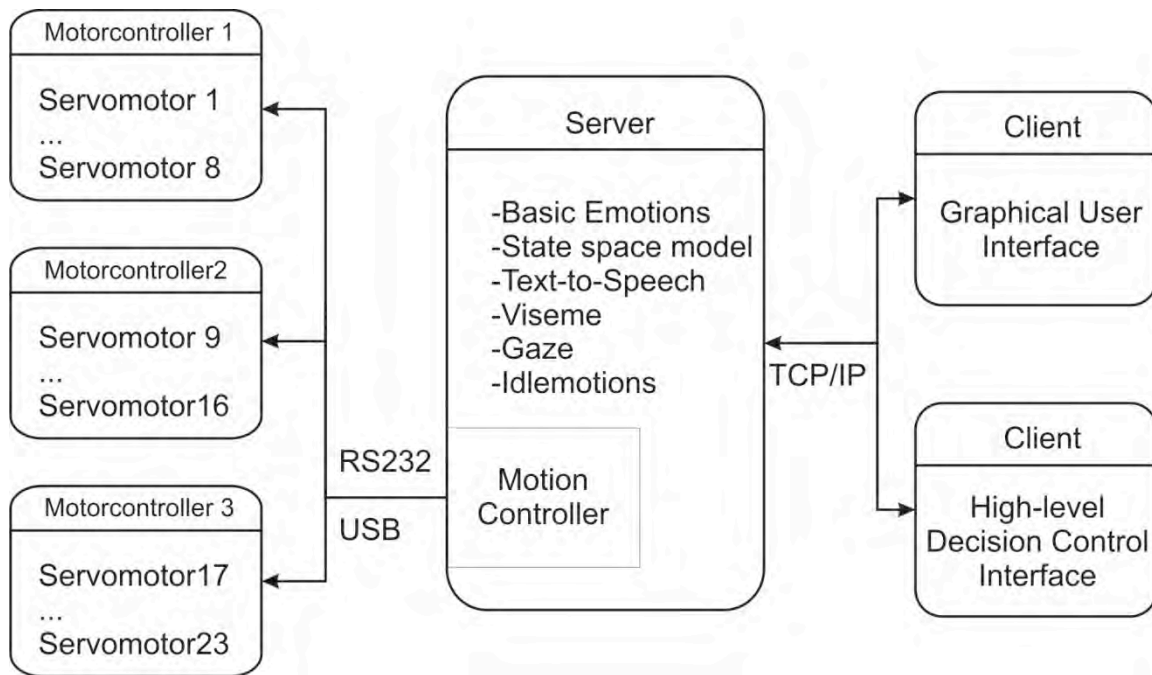 Motorcontroller 1
Servomotor 1
...
Servomotor 8
Motorcontroller2
Servomotor 9
...
Servomotor16
Motorcontroller 3
Servomotor17
...
Servomotor23
RS232
USB
Server
-Basic Emotions
-State space model
-Text-to-Speech
-Viseme
-Gaze
-Idlemotions
Motion
Controller
TCP/IP
Client
Graphical User
Interface
Client
High-level
Decision Control
Interface